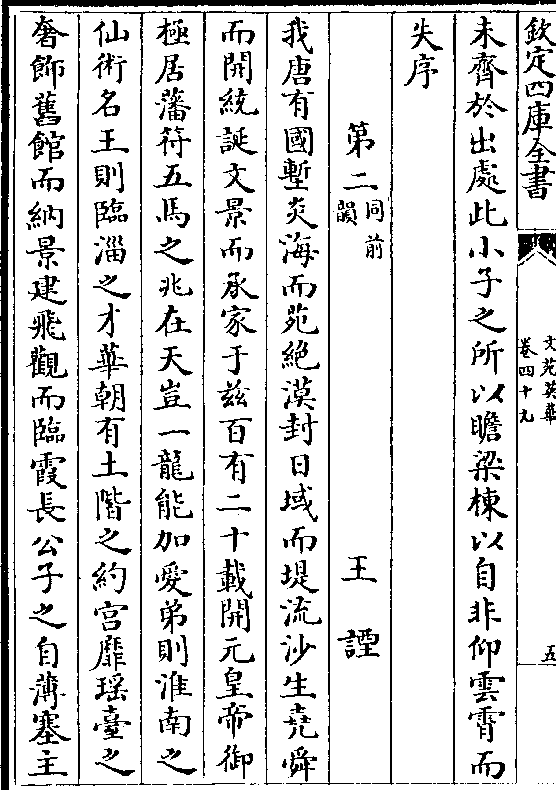 欽定四庫全書
文苑英華
卷四十九
五
未齊於出處此小子之所以瞻梁棟以自非仰雲霄而
失序
第二同前韻
王諲
我唐有國塹炎海而苑絶漠封日域而堤流沙生堯舜
而開統誕文景而承家于兹百有二十載開元皇帝御
極居藩符五馬之兆在天豈一龍能加愛弟則淮南之
仙術名王則臨淄之才華朝有土階之約宫靡瑶臺之
奢飾舊館而納景建飛觀而臨霞長公子之自薄塞主